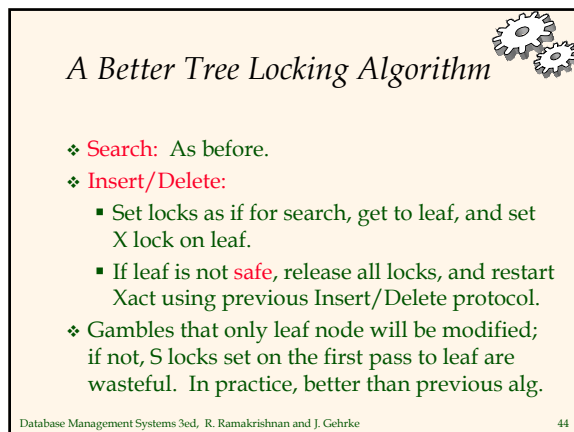 A Better Tree Locking Algorithm
❖ Search: As before.
❖ Insert/Delete:
▪ Set locks as if for search, get to leaf, and set
X lock on leaf.
▪ If leaf is not safe, release all locks, and restart
Xact using previous Insert/Delete protocol.
❖ Gambles that only leaf node will be modified;
if not, S locks set on the first pass to leaf are
wasteful. In practice, better than previous alg.
Database Management Systems 3ed, R. Ramakrishnan and J. Gehrke 44